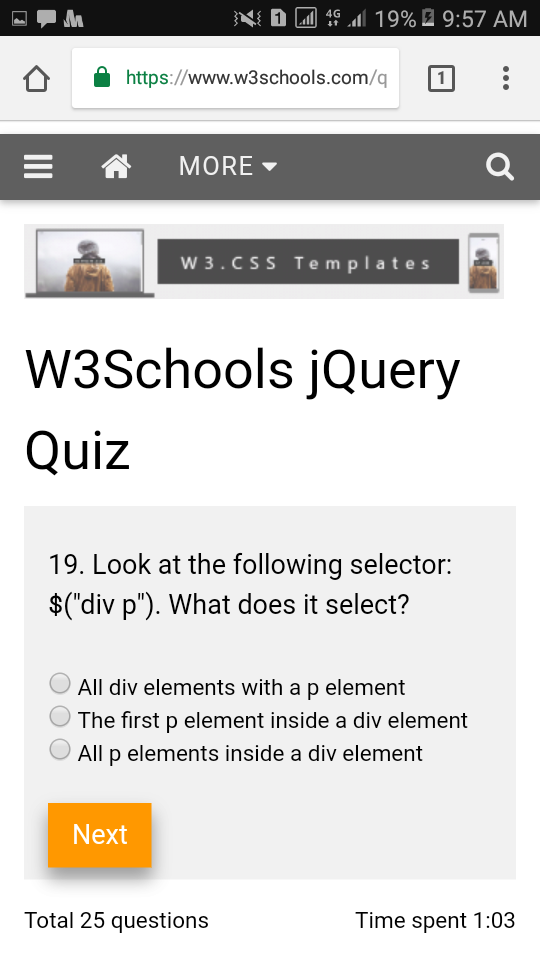 4G 19% 9:57 AM
https://www.w3schools.com/q
1
MORE
W3.CSS Templates
W3Schools jQuery
Quiz
19. Look at the following selector:
$("div p"). What does it select?
All div elements with a p element
The first p element inside a div element
All p elements inside a div element
Next
Total 25 questions
Time spent 1:03